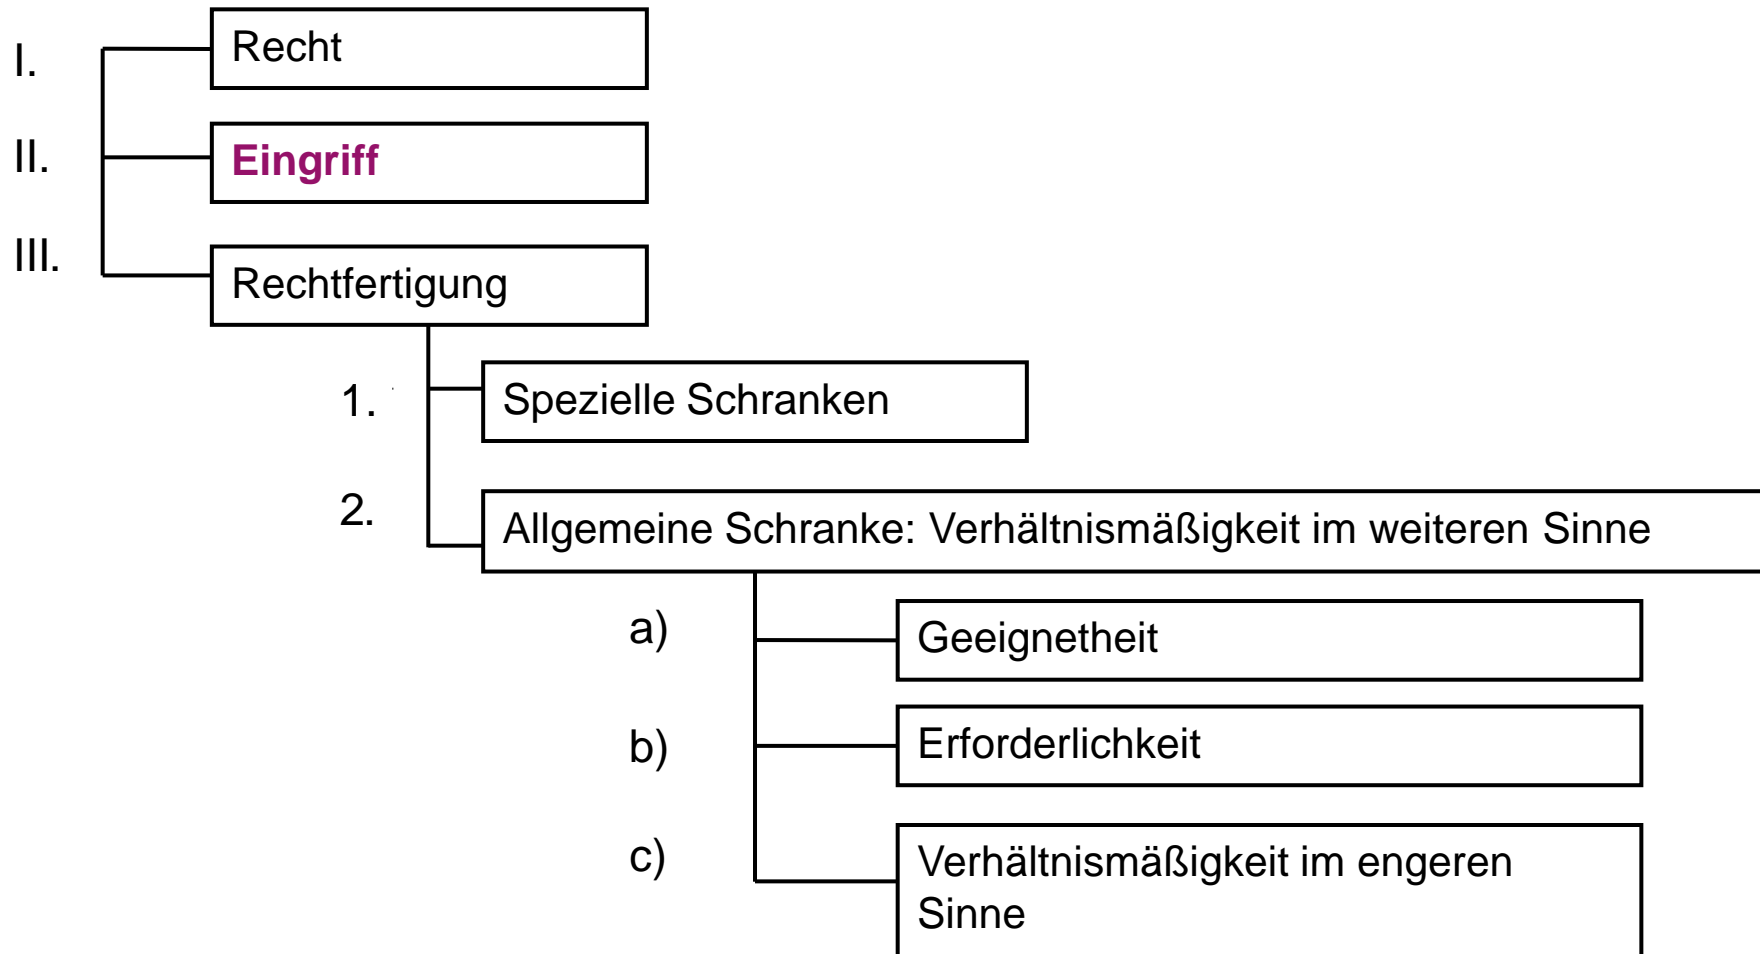 I. Recht
II. Eingriff
III. Rechtfertigung
1. Spezielle Schranken
2. Allgemeine Schranke: Verhältnismäßigkeit im weiteren Sinne
a) Geeignetheit
b) Erforderlichkeit
c) Verhältnismäßigkeit im engeren
Sinne